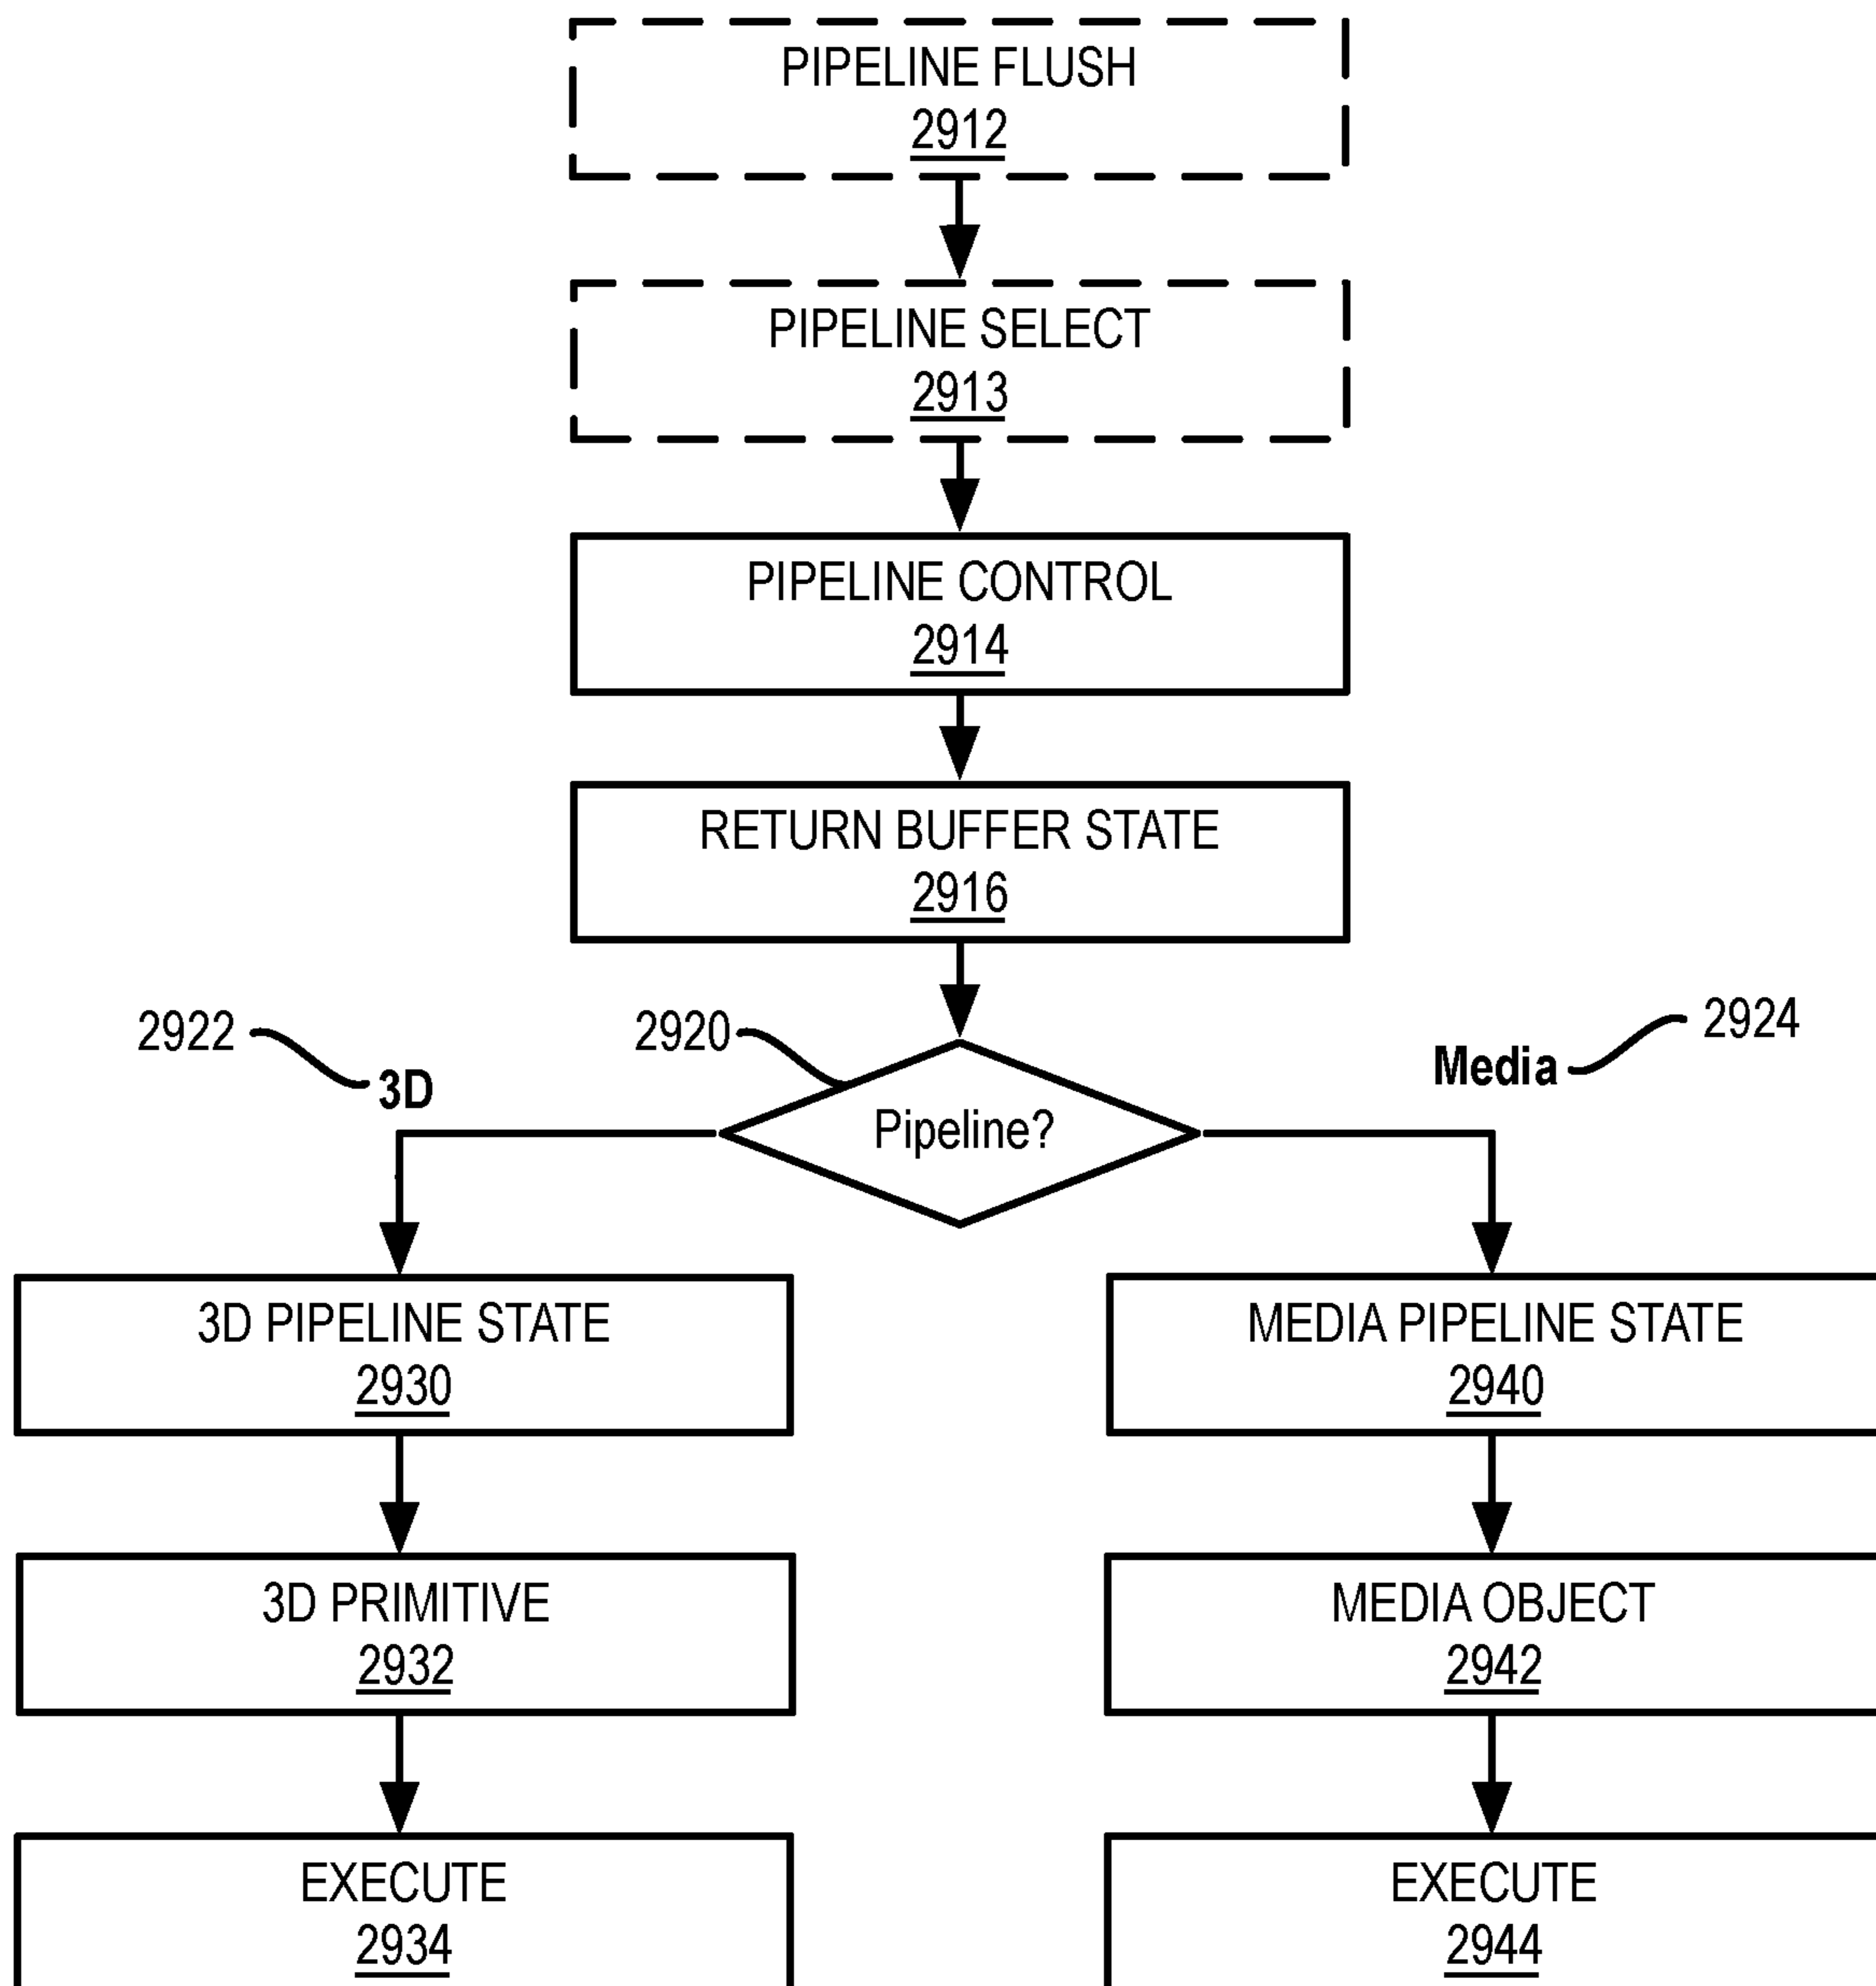 PIPELINE FLUSH
2912
PIPELINE SELECT
2913
PIPELINE CONTROL
2914
RETURN BUFFER STATE
2916
2922
2920
2924
3D
Media
Pipeline?
3D PIPELINE STATE
2930
MEDIA PIPELINE STATE
2940
3D PRIMITIVE
2932
MEDIA OBJECT
2942
EXECUTE
2934
EXECUTE
2944